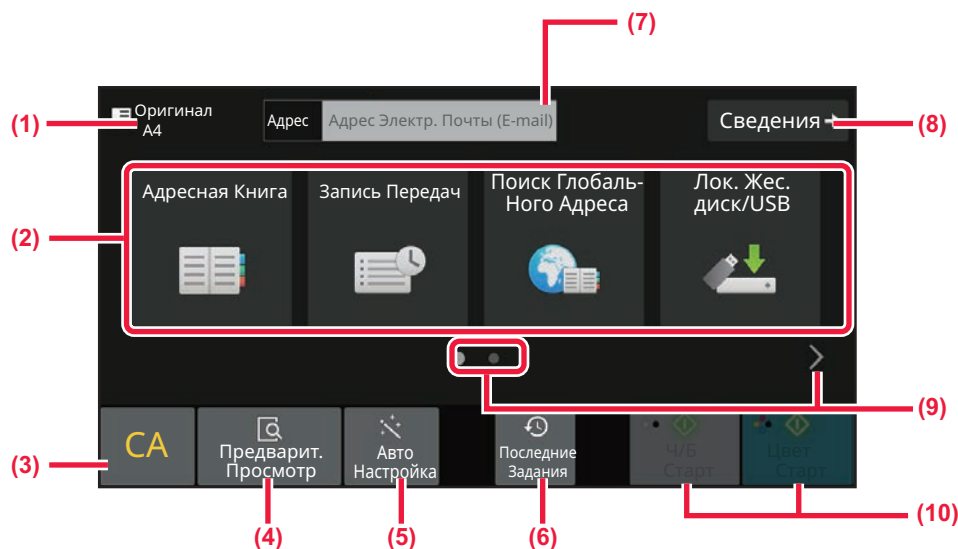 (7)
Оригинал
A4
Адрес
Адрес Электр. Почты (E-mail)
Сведения
(1)
(8)
Адресная Книга
Запись Передач
Поиск Глобаль-
Ного Адреса
Лок. Жес.
диск/USB
(2)
(9)
CA
Предварит.
Просмотр
Авто
Настройка
Последние
Задания
Ч/Б
Старт
Цвет
Старт
(3)
(4)
(5)
(6)
(10)